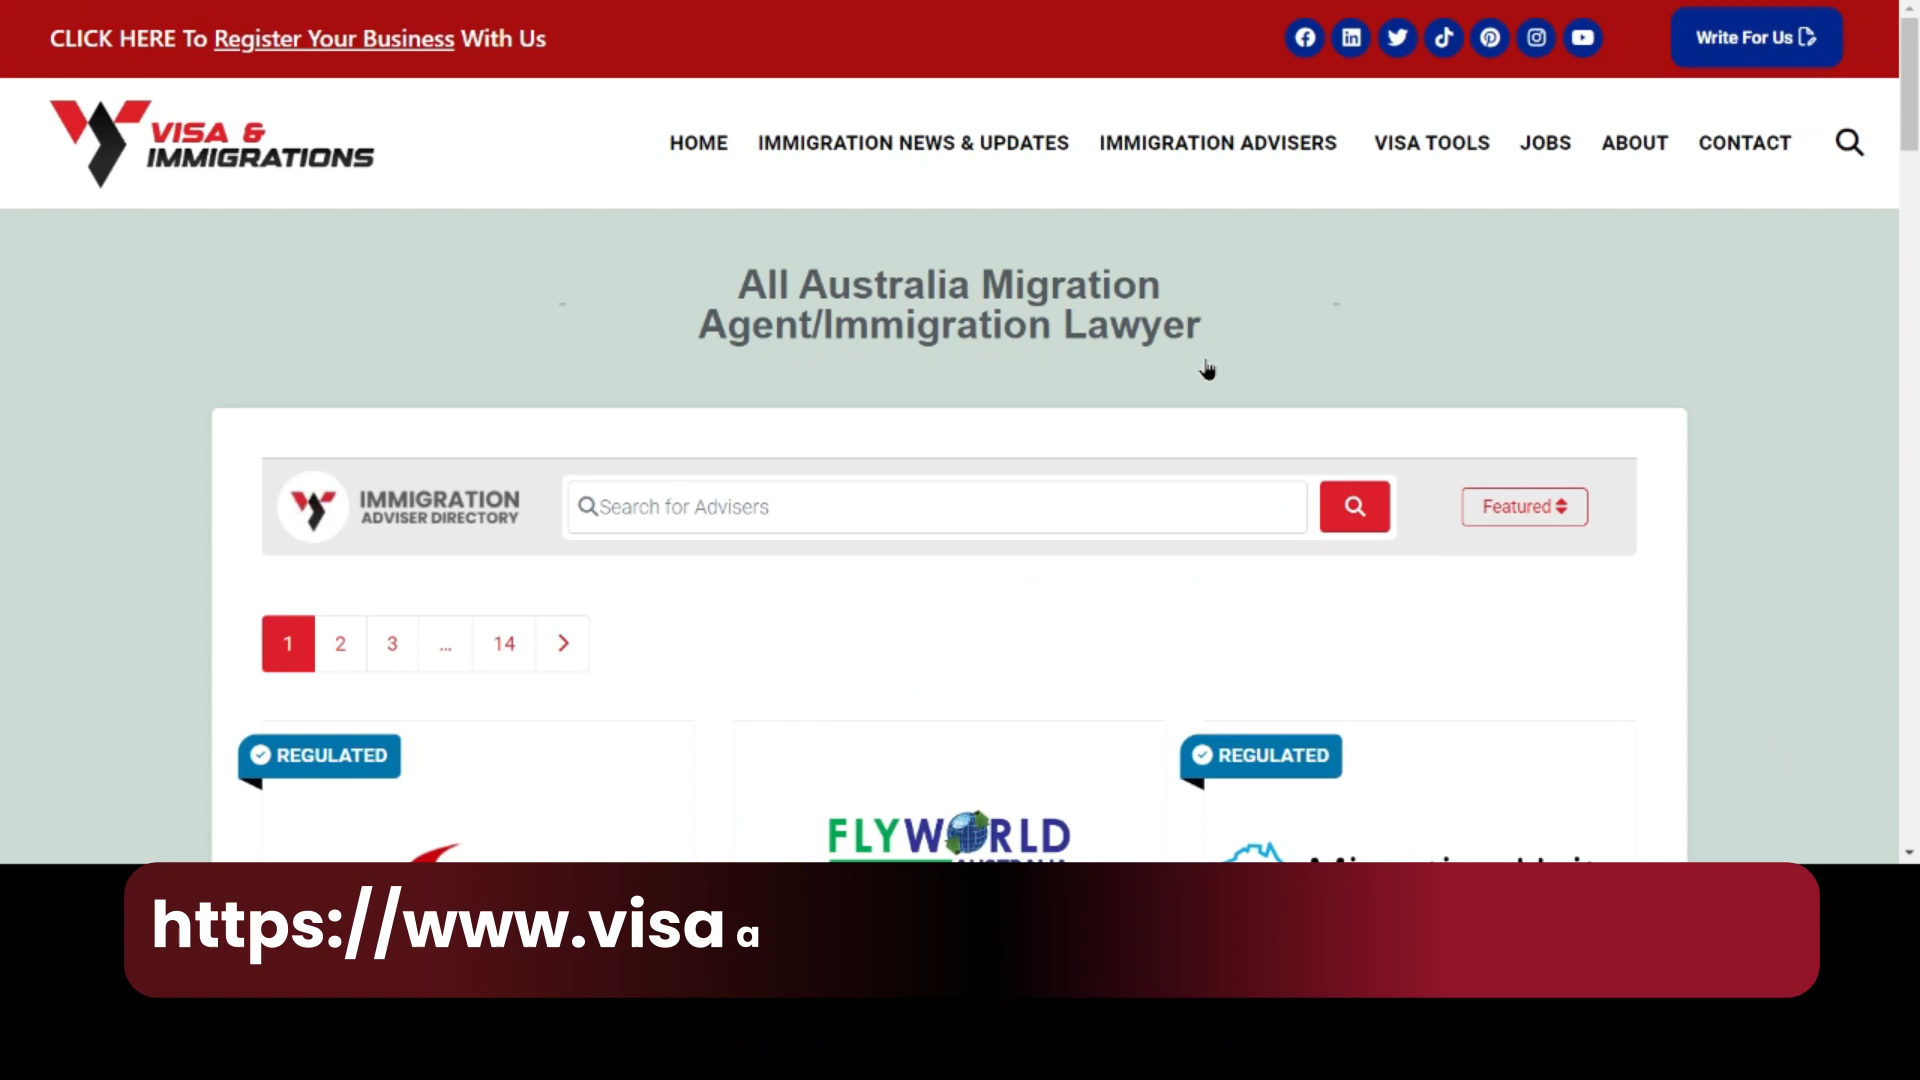 CLICK HERE To Register Your Business With Us
Write For Us
VISA &
IMMIGRATIONS
HOME IMMIGRATION NEWS & UPDATES IMMIGRATION ADVISERS VISA TOOLS JOBS ABOUT CONTACT
All Australia Migration
Agent/Immigration Lawyer
IMMIGRATION
ADVISER DIRECTORY
Search for Advisers
Featured
1 2 3 ... 14
REGULATED
REGULATED
FLYWORLD
https://www.visaa